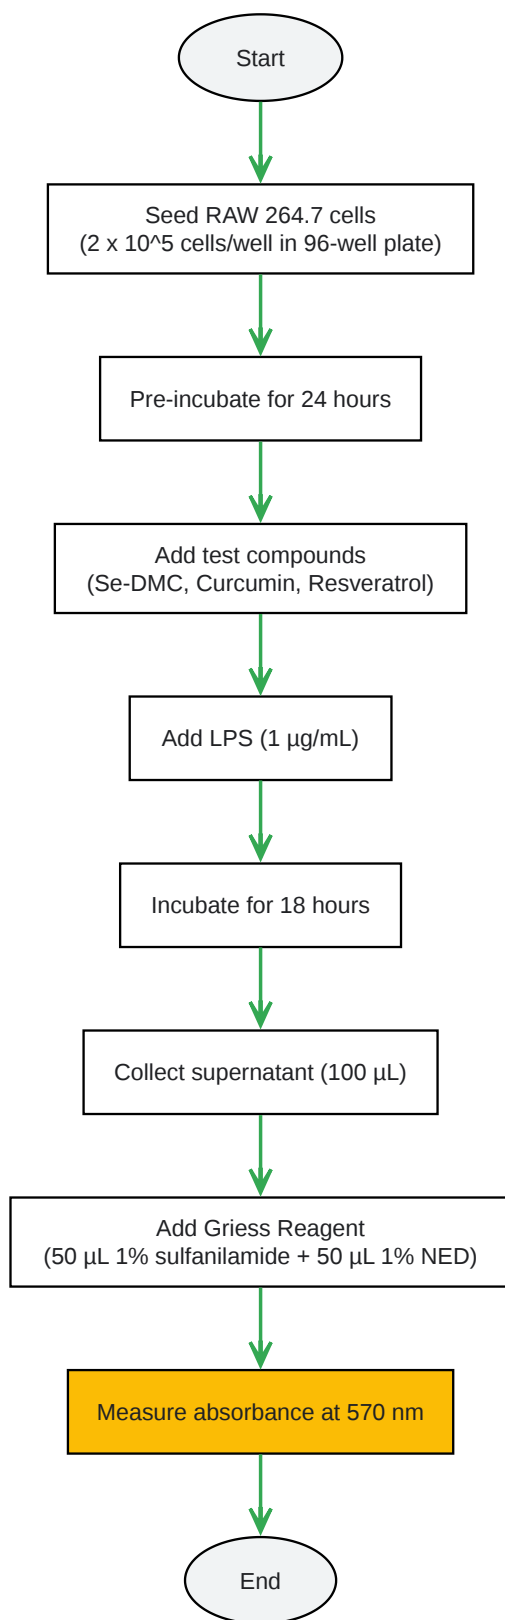 Start
Seed RAW 264.7 cells
(2 x 10^5 cells/well in 96-well plate)
Pre-incubate for 24 hours
Add test compounds
(Se-DMC, Curcumin, Resveratrol)
Add LPS (1 µg/mL)
Incubate for 18 hours
Collect supernatant (100 µL)
Add Griess Reagent
(50 µL 1% sulfanilamide + 50 µL 1% NED)
Measure absorbance at 570 nm
End